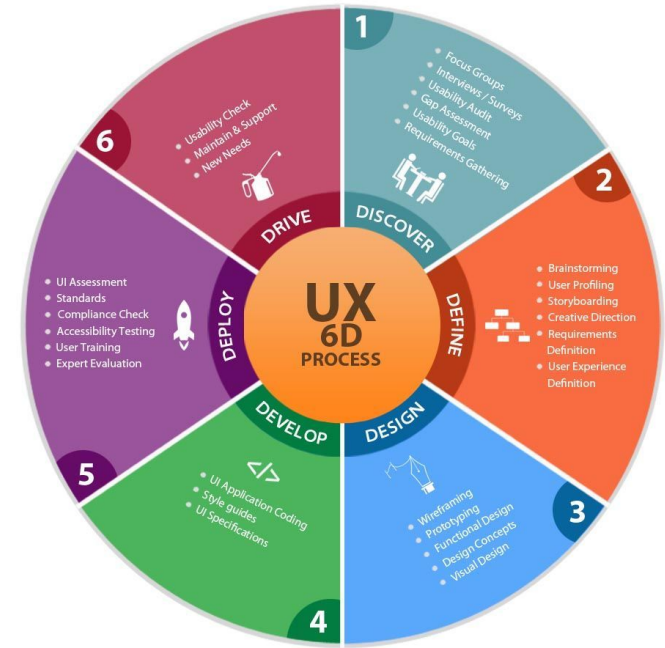 UX
6D
PROCESS
1
DISCOVER
Focus Groups
Interviews / Surveys
Usability Audit
Gap Assessment
Usability Goals
Requirements Gathering
2
DEFINE
Brainstorming
User Profiling
Storyboarding
Creative Direction
Requirements
Definition
User Experience
Definition
3
DESIGN
Wireframing
Prototyping
Functional Design
Design Concepts
Visual Design
4
DEVELOP
</>
UI Application Coding
Style guides
UI Specifications
5
DEPLOY
UI Assessment
Standards
Compliance Check
Accessibility Testing
User Training
Expert Evaluation
6
DRIVE
Usability Check
Maintain & Support
New Needs